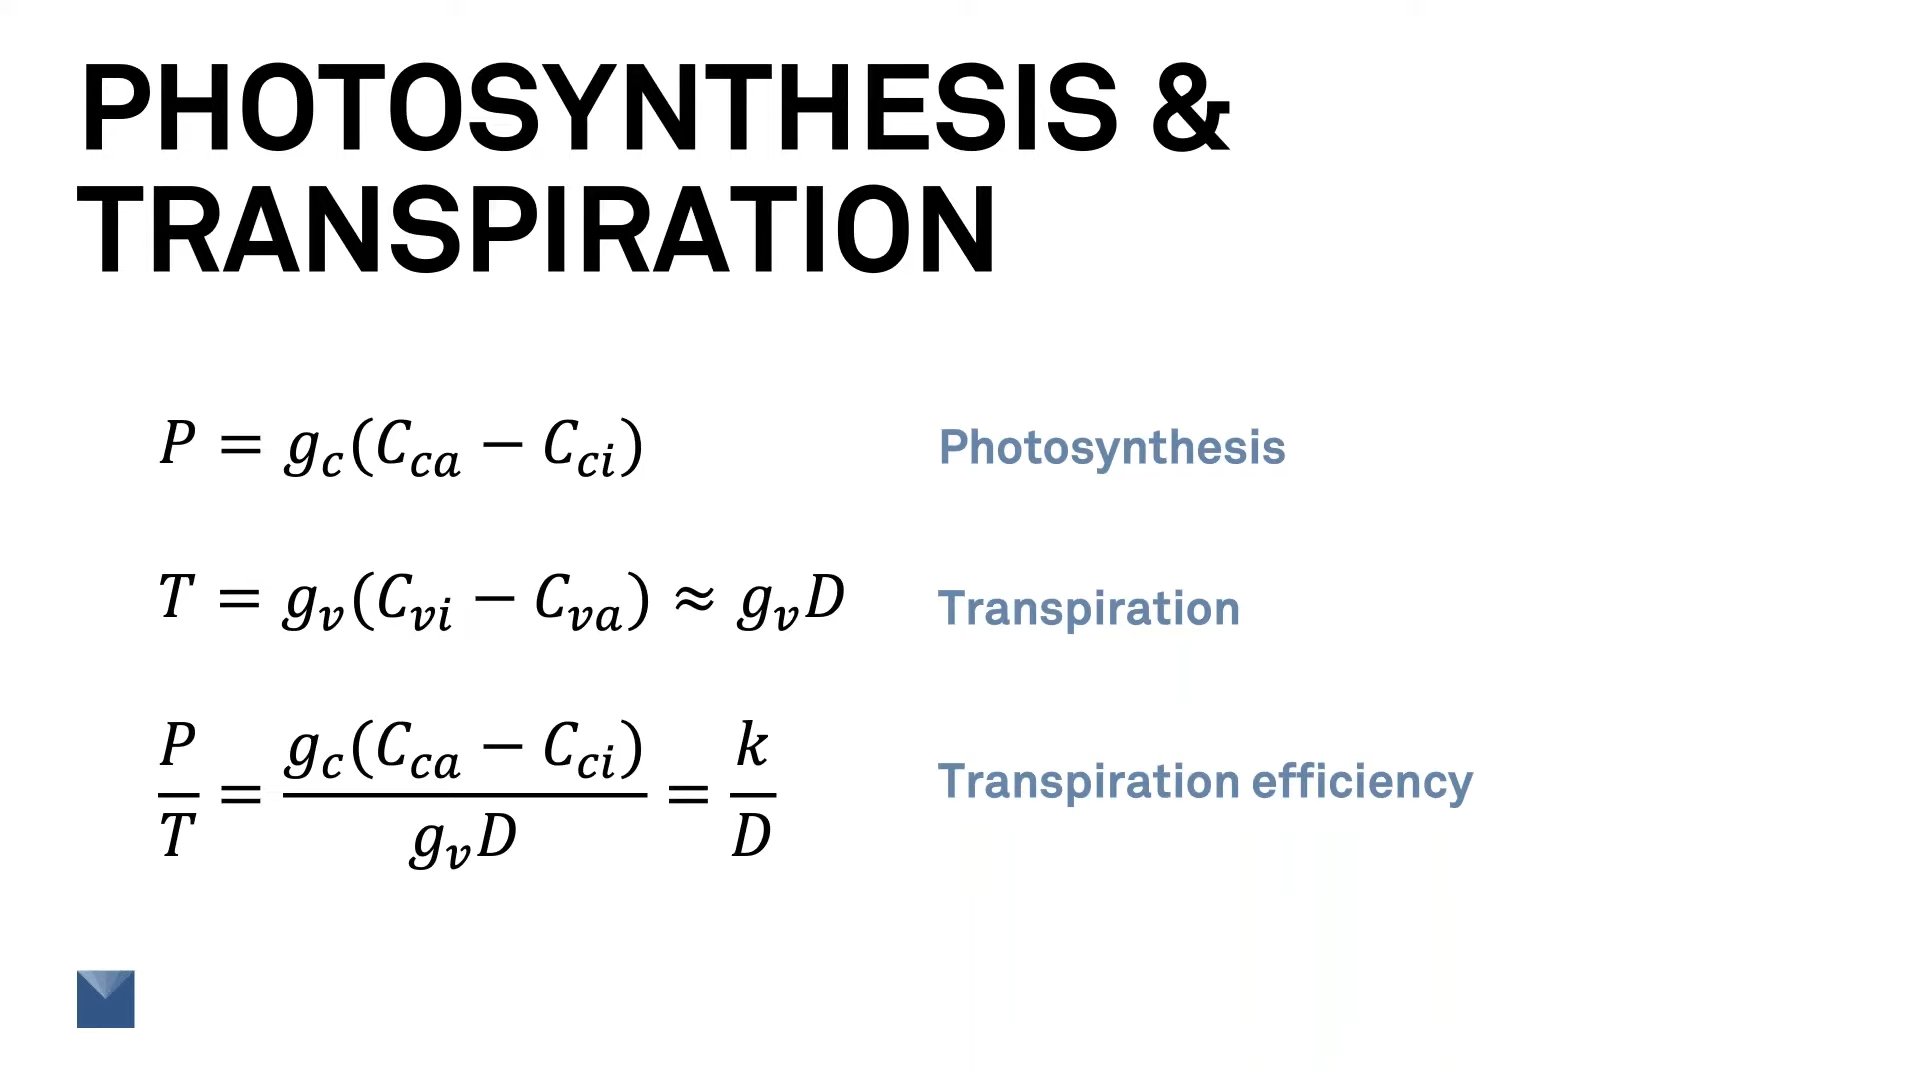 PHOTOSYNTHESIS &
TRANSPIRATION
P = g_c(C_ca − C_ci)
Photosynthesis
T = g_v(C_vi − C_va) ≈ g_vD
Transpiration
P/T = g_c(C_ca − C_ci)/g_vD = k/D
Transpiration efficiency